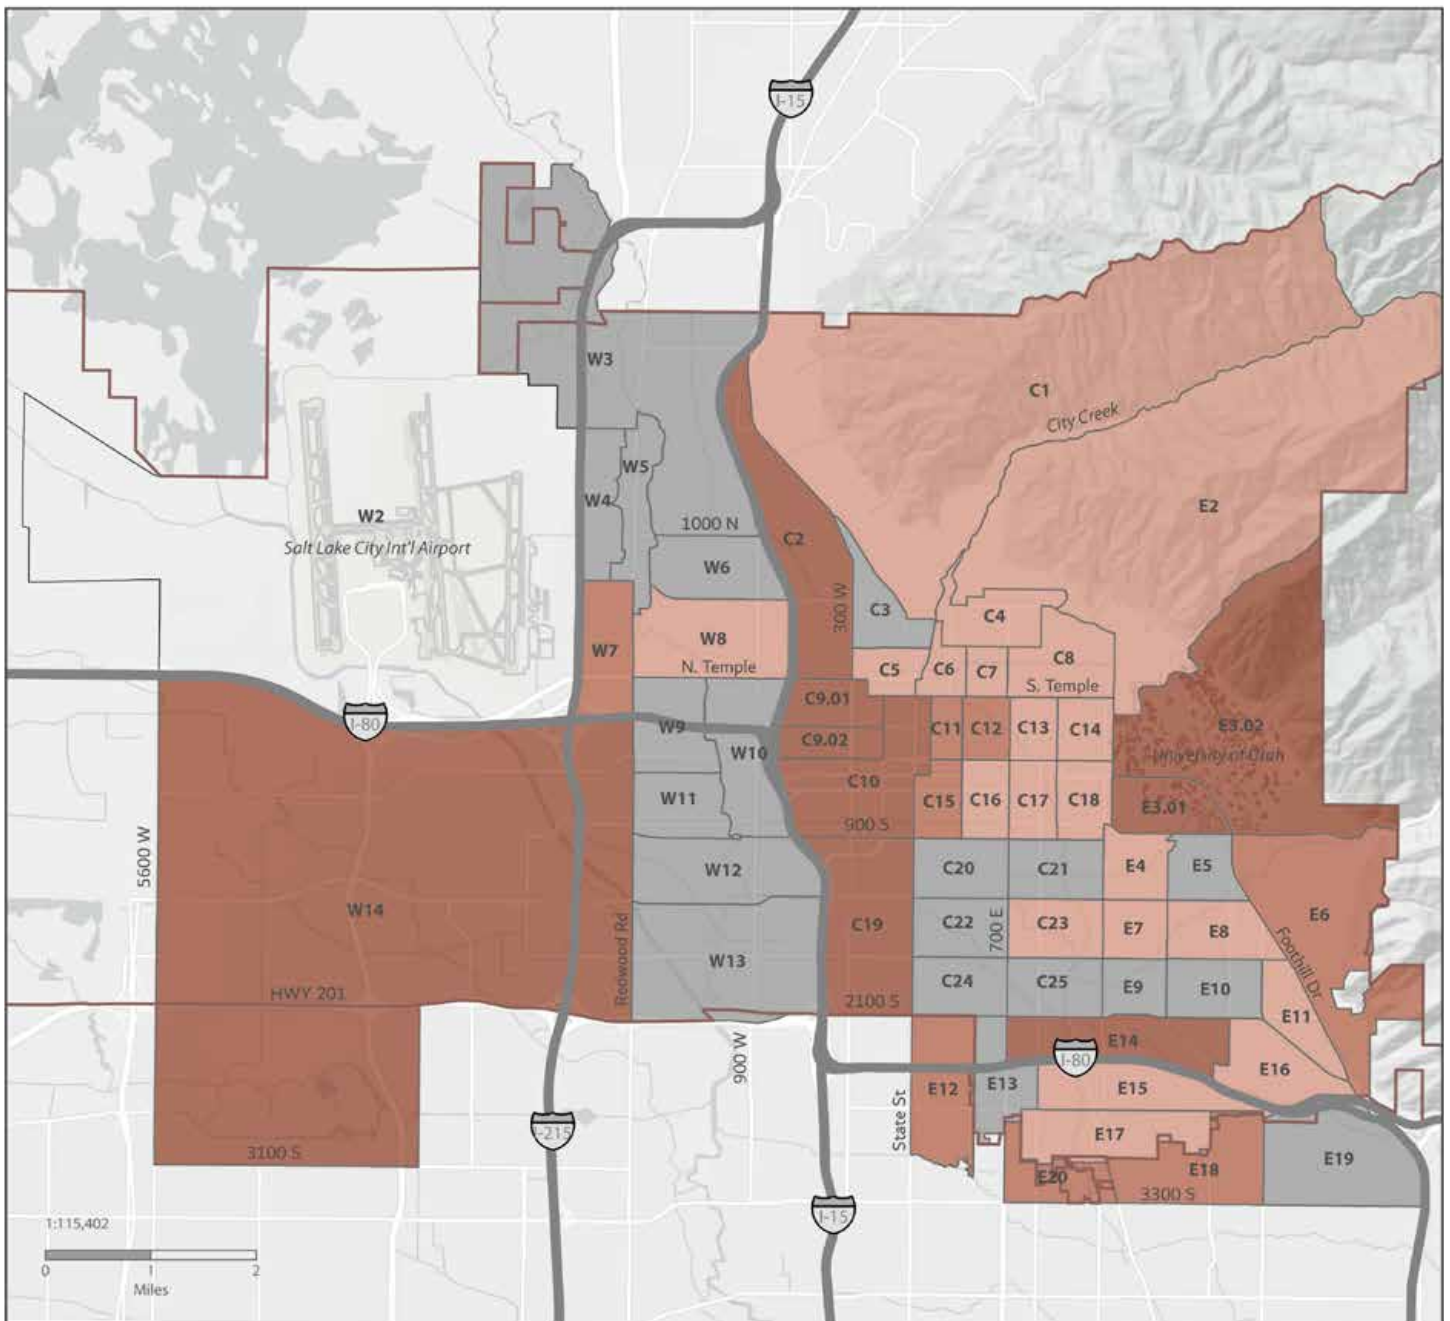 I-15
W3
C1
City Creek
W5
W4
E2
W2
1000 N
Salt Lake City Int'l Airport
C2
W6
300 W
C3
C4
W8
W7
C8
C5
C6
C7
N. Temple
S. Temple
C9.01
I-80
W9
C11
C12
C13
C14
E3.02
University of Utah
C9.02
W10
C10
W11
C15
C16
C17
C18
E3.01
900 S
5600 W
W12
C20
C21
E4
E5
W14
C19
C22
700 E
C23
E7
E8
E6
Redwood Rd
W13
Foothill Dr
C24
C25
E9
E10
HWY 201
2100 S
E11
900 W
E14
I-80
E16
E12
E13
E15
State St
I-215
E17
3100 S
E19
E18
E20
3300 S
I-15
1:115,402
0 1 2
Miles